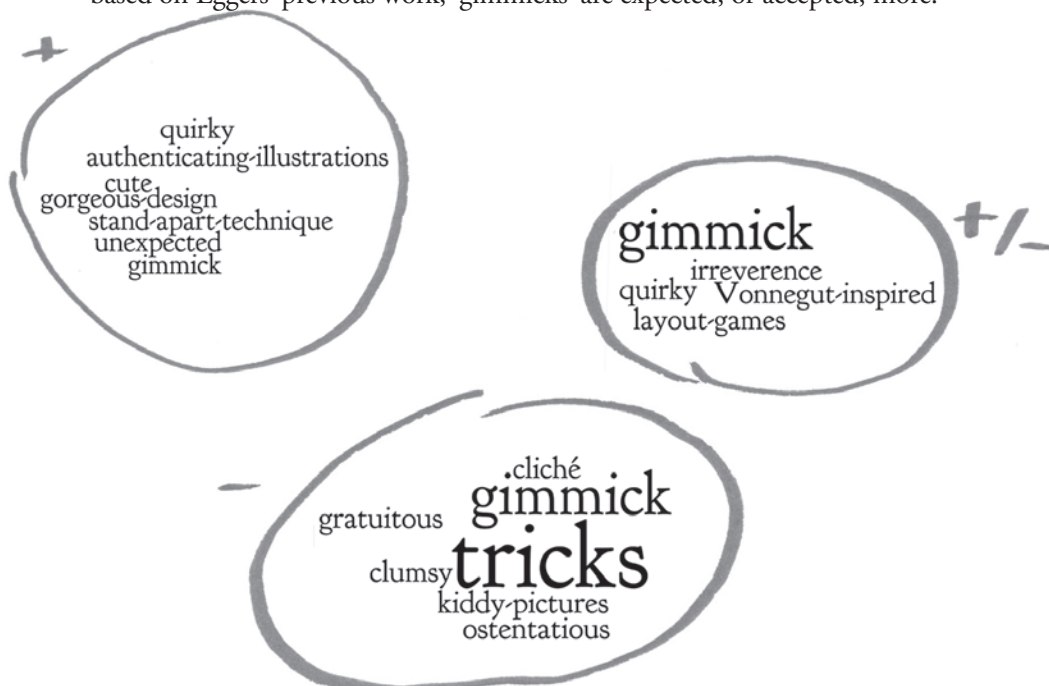 based on Eggers' previous work, 'gimmicks' are expected, or accepted, more.
+
quirky
authenticating-illustrations
cute
gorgeous-design
stand-apart-technique
unexpected
gimmick
+/-
gimmick
irreverence
quirky Vonnegut-inspired
layout-games
-
cliché
gimmick
gratuitous
tricks
clumsy
kiddy-pictures
ostentatious